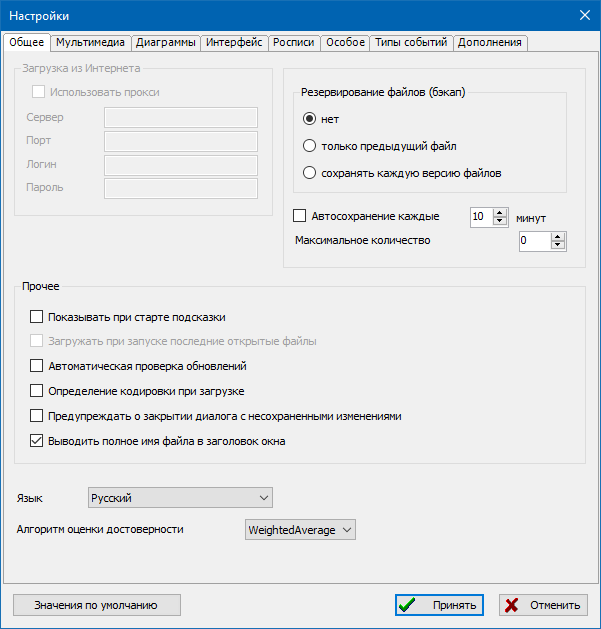 Настройки
Общее Мультимедиа Диаграммы Интерфейс Росписи Особое Типы событий Дополнения
Загрузка из Интернета
Использовать прокси
Сервер
Порт
Логин
Пароль
Резервирование файлов (бэкап)
нет
только предыдущий файл
сохранять каждую версию файлов
Автосохранение каждые 10 минут
Максимальное количество 0
Прочее
Показывать при старте подсказки
Загружать при запуске последние открытые файлы
Автоматическая проверка обновлений
Определение кодировки при загрузке
Предупреждать о закрытии диалога с несохраненными изменениями
Выводить полное имя файла в заголовок окна
Язык Русский
Алгоритм оценки достоверности WeightedAverage
Значения по умолчанию Принять Отменить